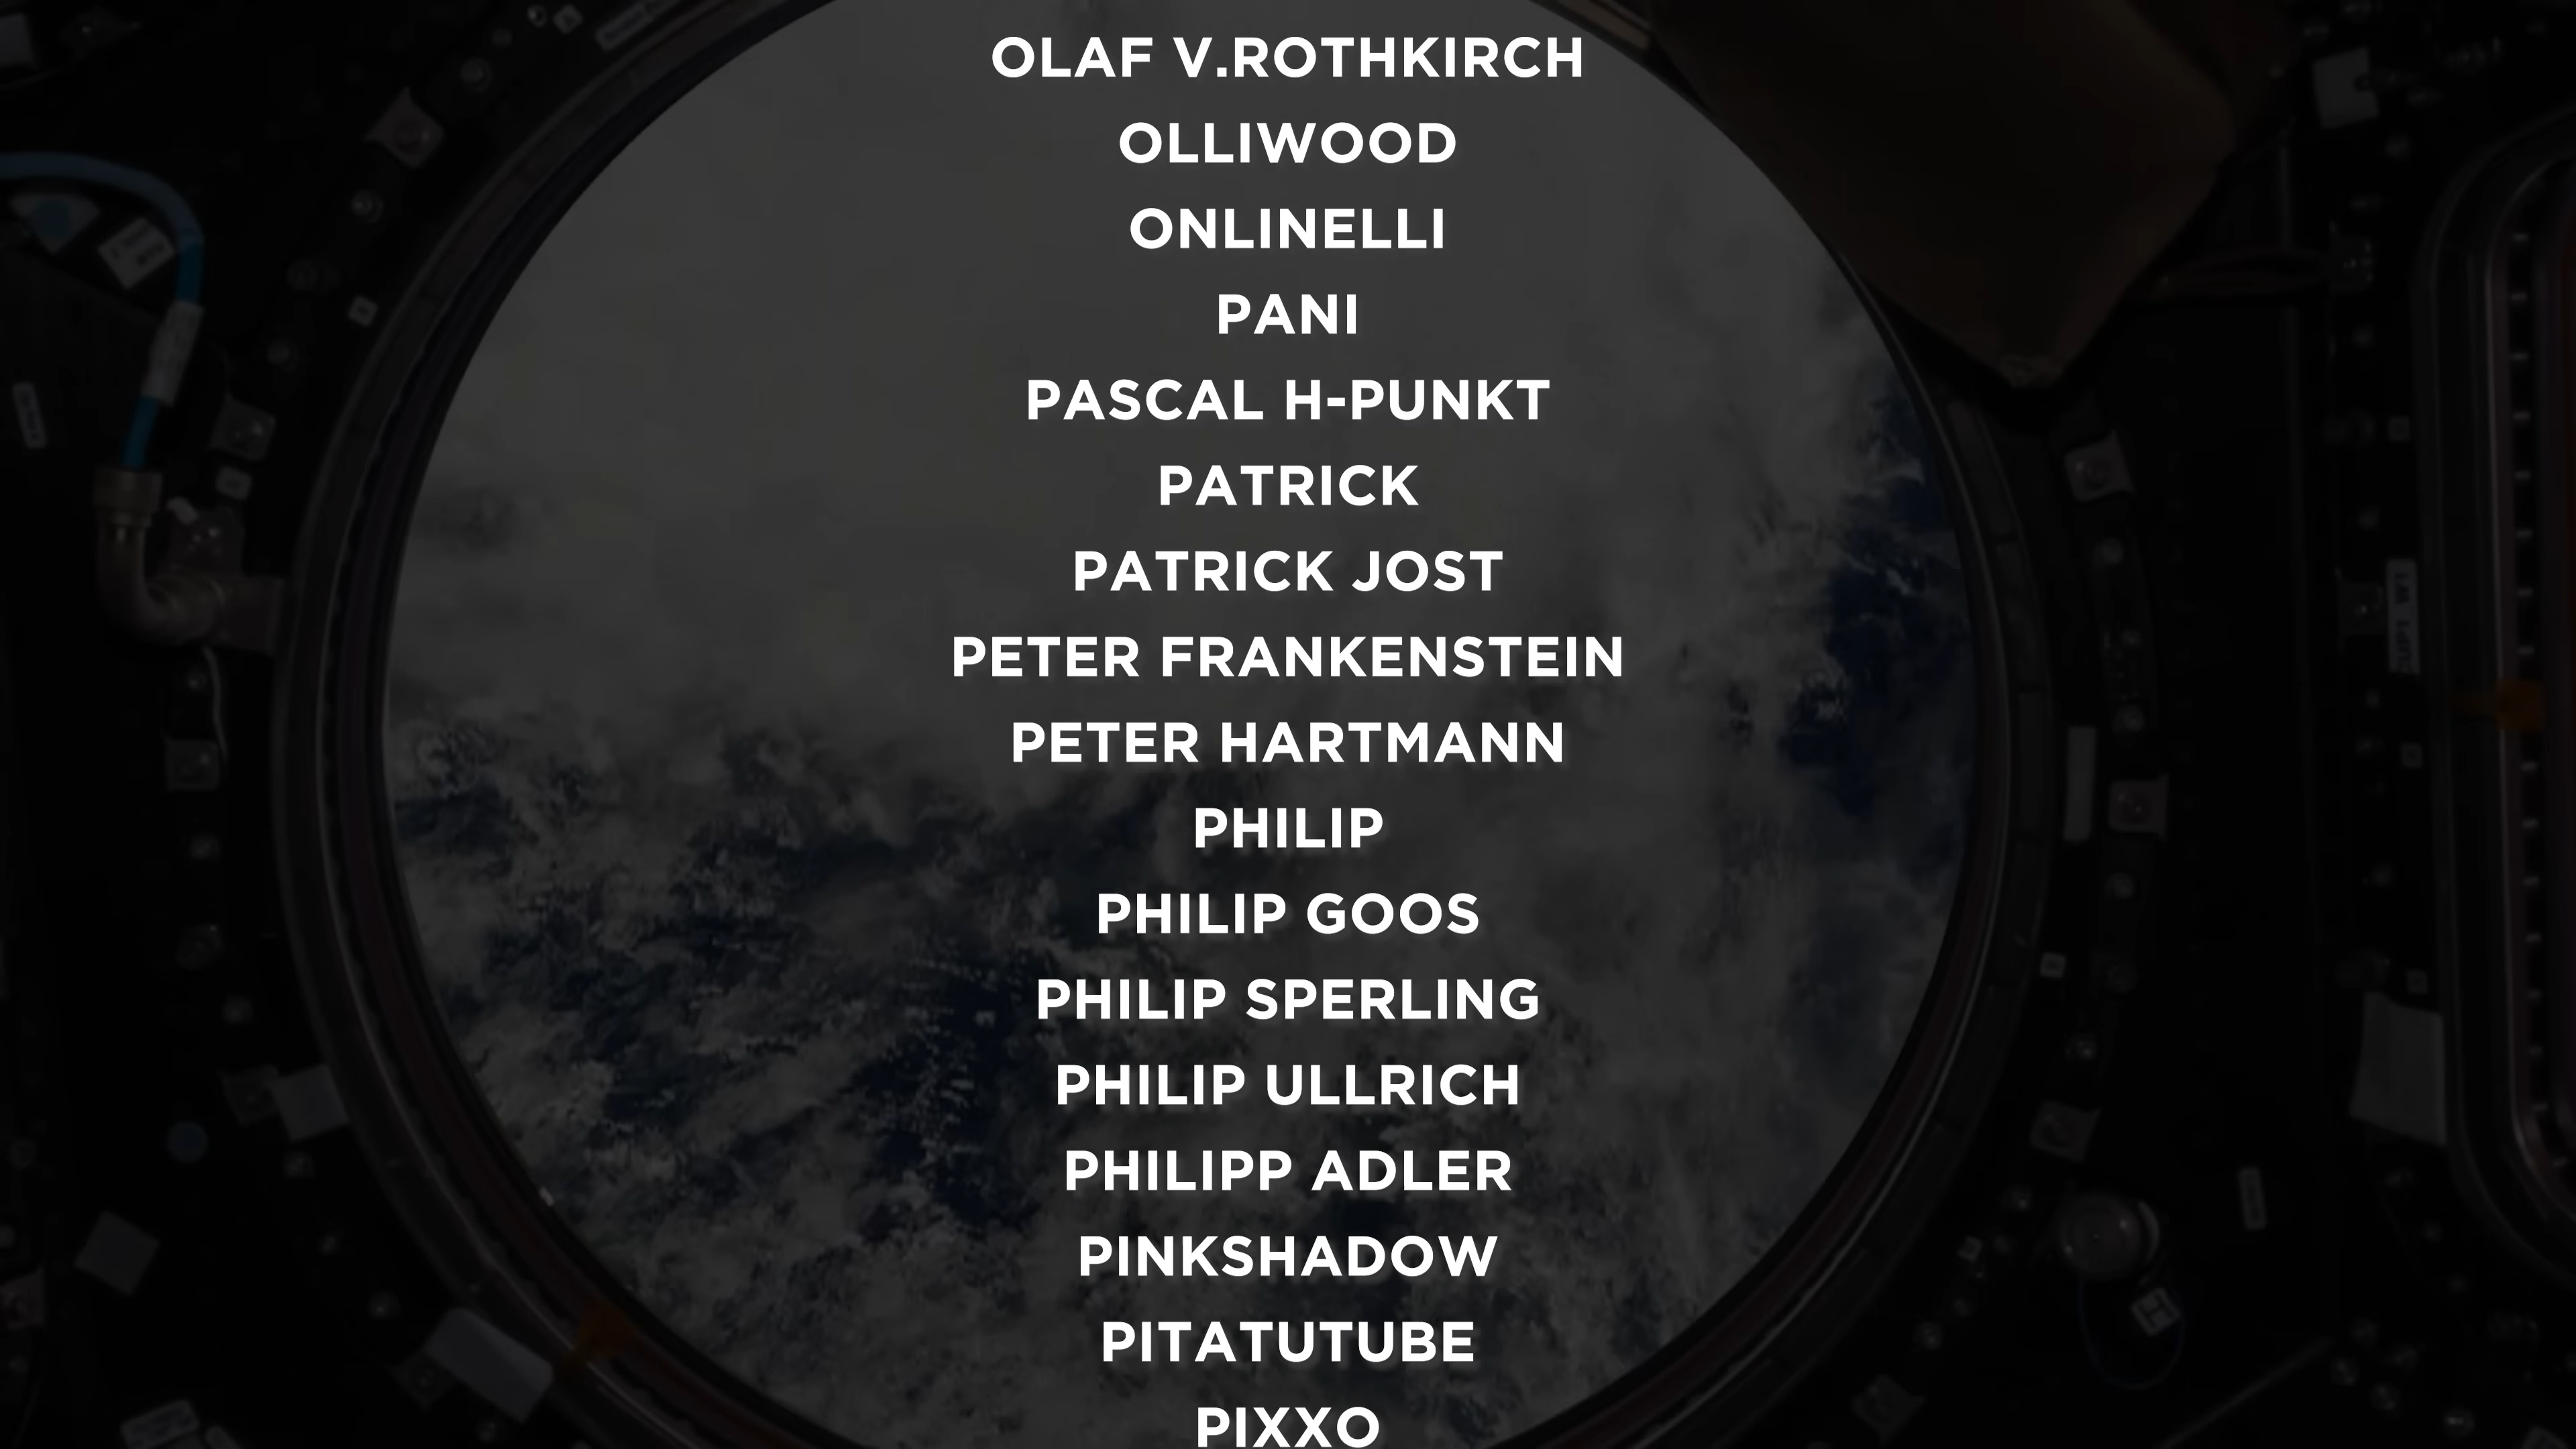 OLAF V.ROTHKIRCH
OLLIWOOD
ONLINELLI
PANI
PASCAL H-PUNKT
PATRICK
PATRICK JOST
PETER FRANKENSTEIN
PETER HARTMANN
PHILIP
PHILIP GOOS
PHILIP SPERLING
PHILIP ULLRICH
PHILIPP ADLER
PINKSHADOW
PITATUTUBE
PIXXO